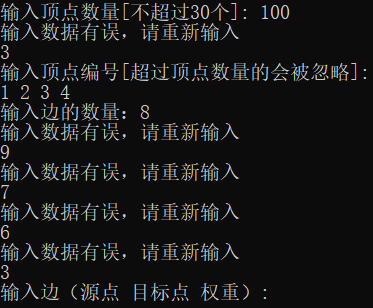 输入顶点数量[不超过30个]: 100
输入数据有误，请重新输入
3
输入顶点编号[超过顶点数量的会被忽略]:
1 2 3 4
输入边的数量：8
输入数据有误，请重新输入
9
输入数据有误，请重新输入
7
输入数据有误，请重新输入
6
输入数据有误，请重新输入
3
输入边（源点 目标点 权重）: